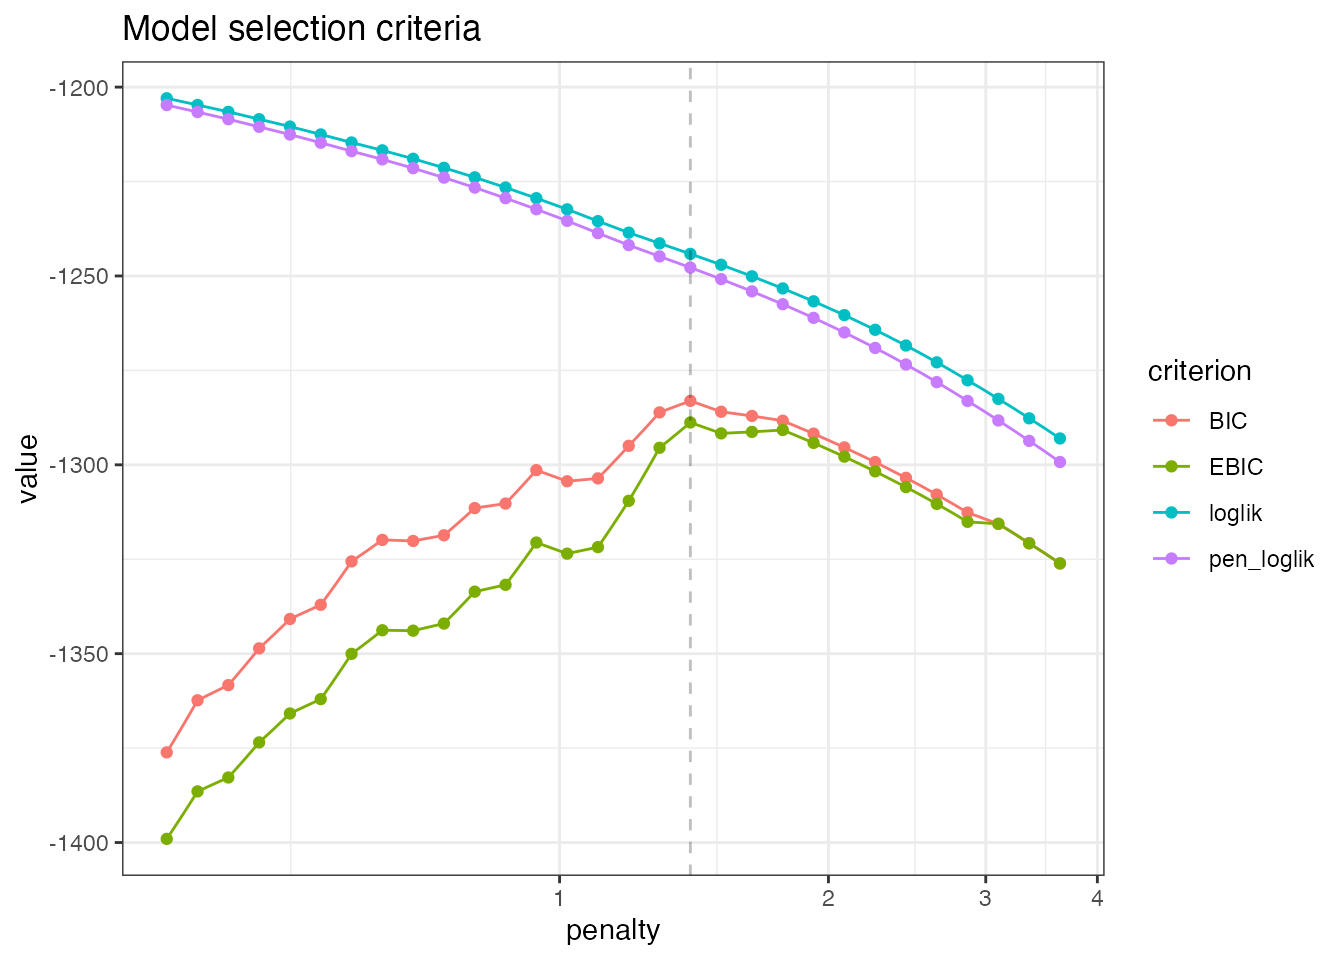 Model selection criteria
-1200
-1250
-1300
-1350
-1400
value
1
2
3
4
penalty
criterion
BIC
EBIC
loglik
pen_loglik